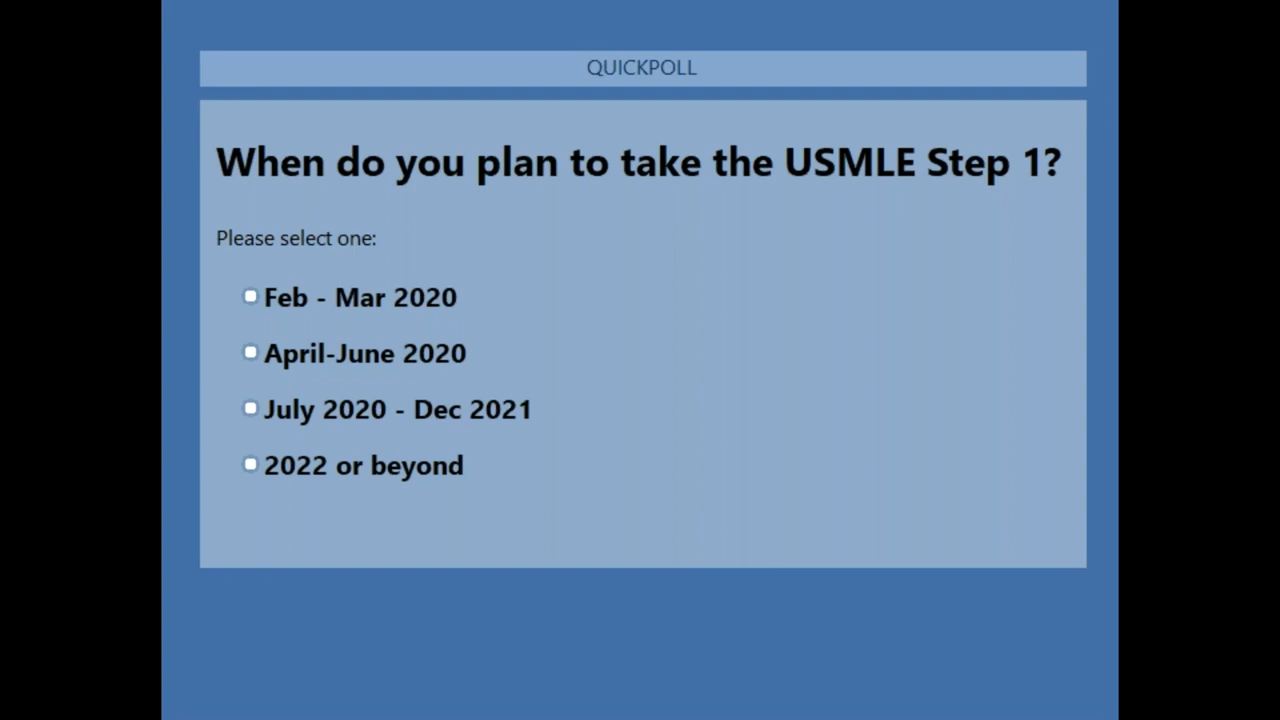 QUICKPOLL
When do you plan to take the USMLE Step 1?
Please select one:
Feb - Mar 2020
April-June 2020
July 2020 - Dec 2021
2022 or beyond